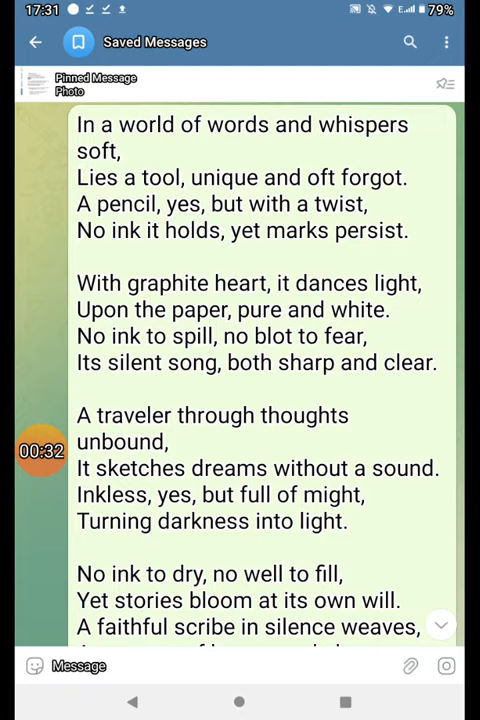 17:31
E 79%
Saved Messages
Pinned Message
Photo
In a world of words and whispers
soft,
Lies a tool, unique and oft forgot.
A pencil, yes, but with a twist,
No ink it holds, yet marks persist.
With graphite heart, it dances light,
Upon the paper, pure and white.
No ink to spill, no blot to fear,
Its silent song, both sharp and clear.
A traveler through thoughts
unbound,
00:32
It sketches dreams without a sound.
Inkless, yes, but full of might,
Turning darkness into light.
No ink to dry, no well to fill,
Yet stories bloom at its own will.
A faithful scribe in silence weaves,
Message